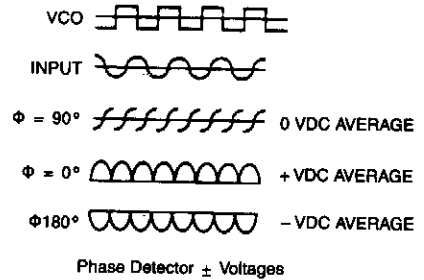 VCO
INPUT
Φ = 90° 0 VDC AVERAGE
Φ = 0° + VDC AVERAGE
Φ180° − VDC AVERAGE
Phase Detector ± Voltages